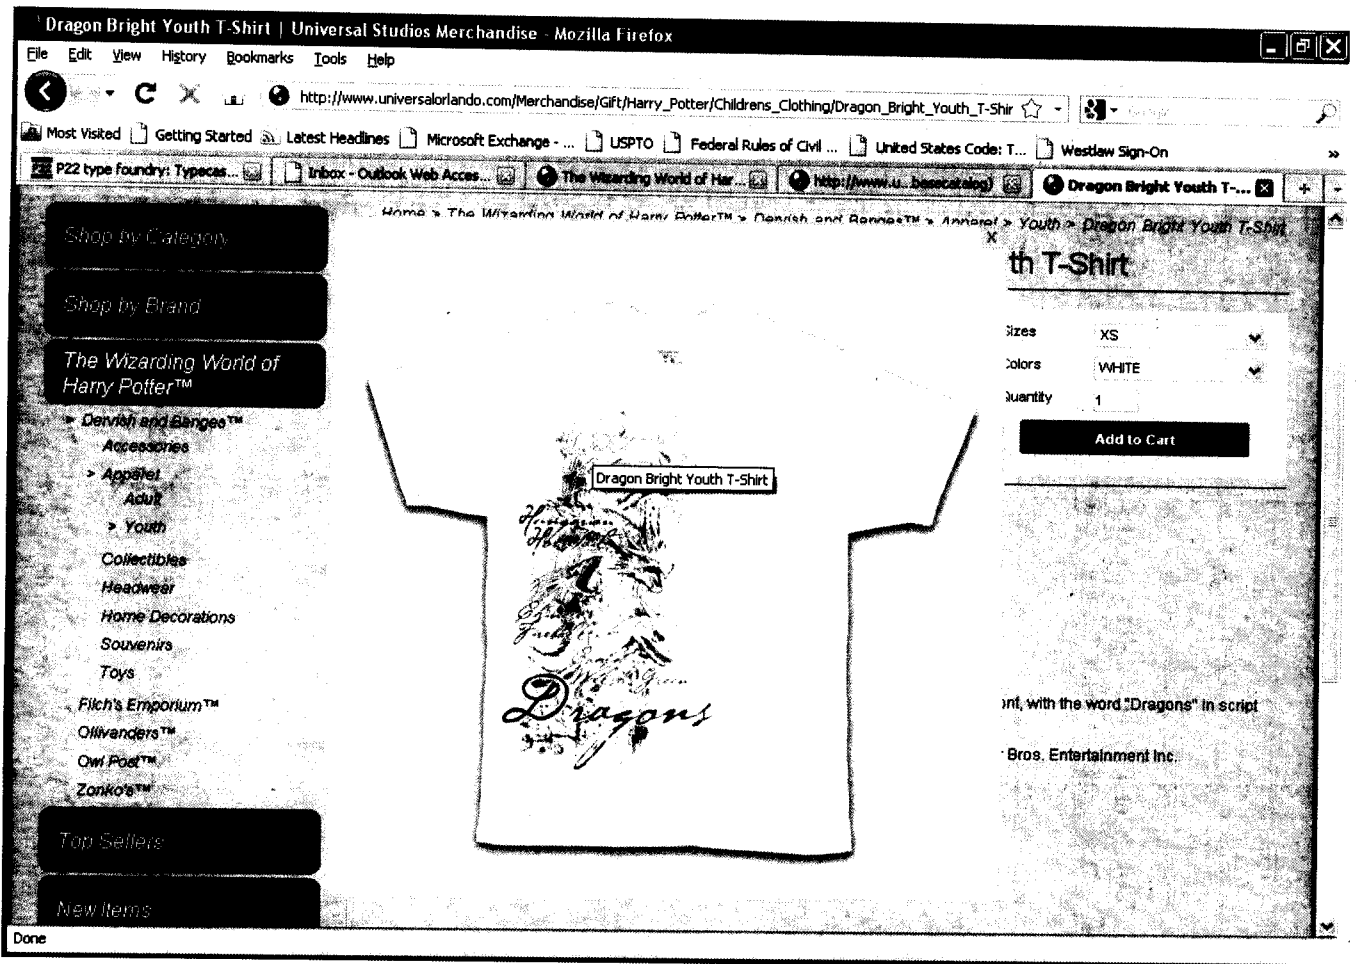 Dragon Bright Youth T-Shirt | Universal Studios Merchandise - Mozilla Firefox
File Edit View History Bookmarks Tools Help
http://www.universalorlando.com/Merchandise/Gift/Harry_Potter/Childrens_Clothing/Dragon_Bright_Youth_T-Shir
Most Visited Getting Started Latest Headlines Microsoft Exchange - ... USPTO Federal Rules of Civil ... United States Code: T... Westlaw Sign-On »
P22 type foundry: Typecas... Inbox - Outlook Web Acces... The Wizarding World of Har... http://www.u...basecatalog) Dragon Bright Youth T-...
Home > The Wizarding World of Harry Potter™ > Dervish and Banges™ > Apparel > Youth > Dragon Bright Youth T-Shirt
Shop by Category
X
th T-Shirt
Shop by Brand
Sizes XS
The Wizarding World of
Harry Potter™
Colors WHITE
Quantity 1
Add to Cart
> Dervish and Banges™
Accessories
> Apparel
Adult
> Youth
Collectibles
Headwear
Home Decorations
Souvenirs
Toys
Filch's Emporium™
Ollivanders™
Owl Post™
Zonko's™
Top Sellers
New Items
Dragon Bright Youth T-Shirt
Hungarian
Green
Dragons
ont, with the word "Dragons" in script
Bros. Entertainment Inc.
Done